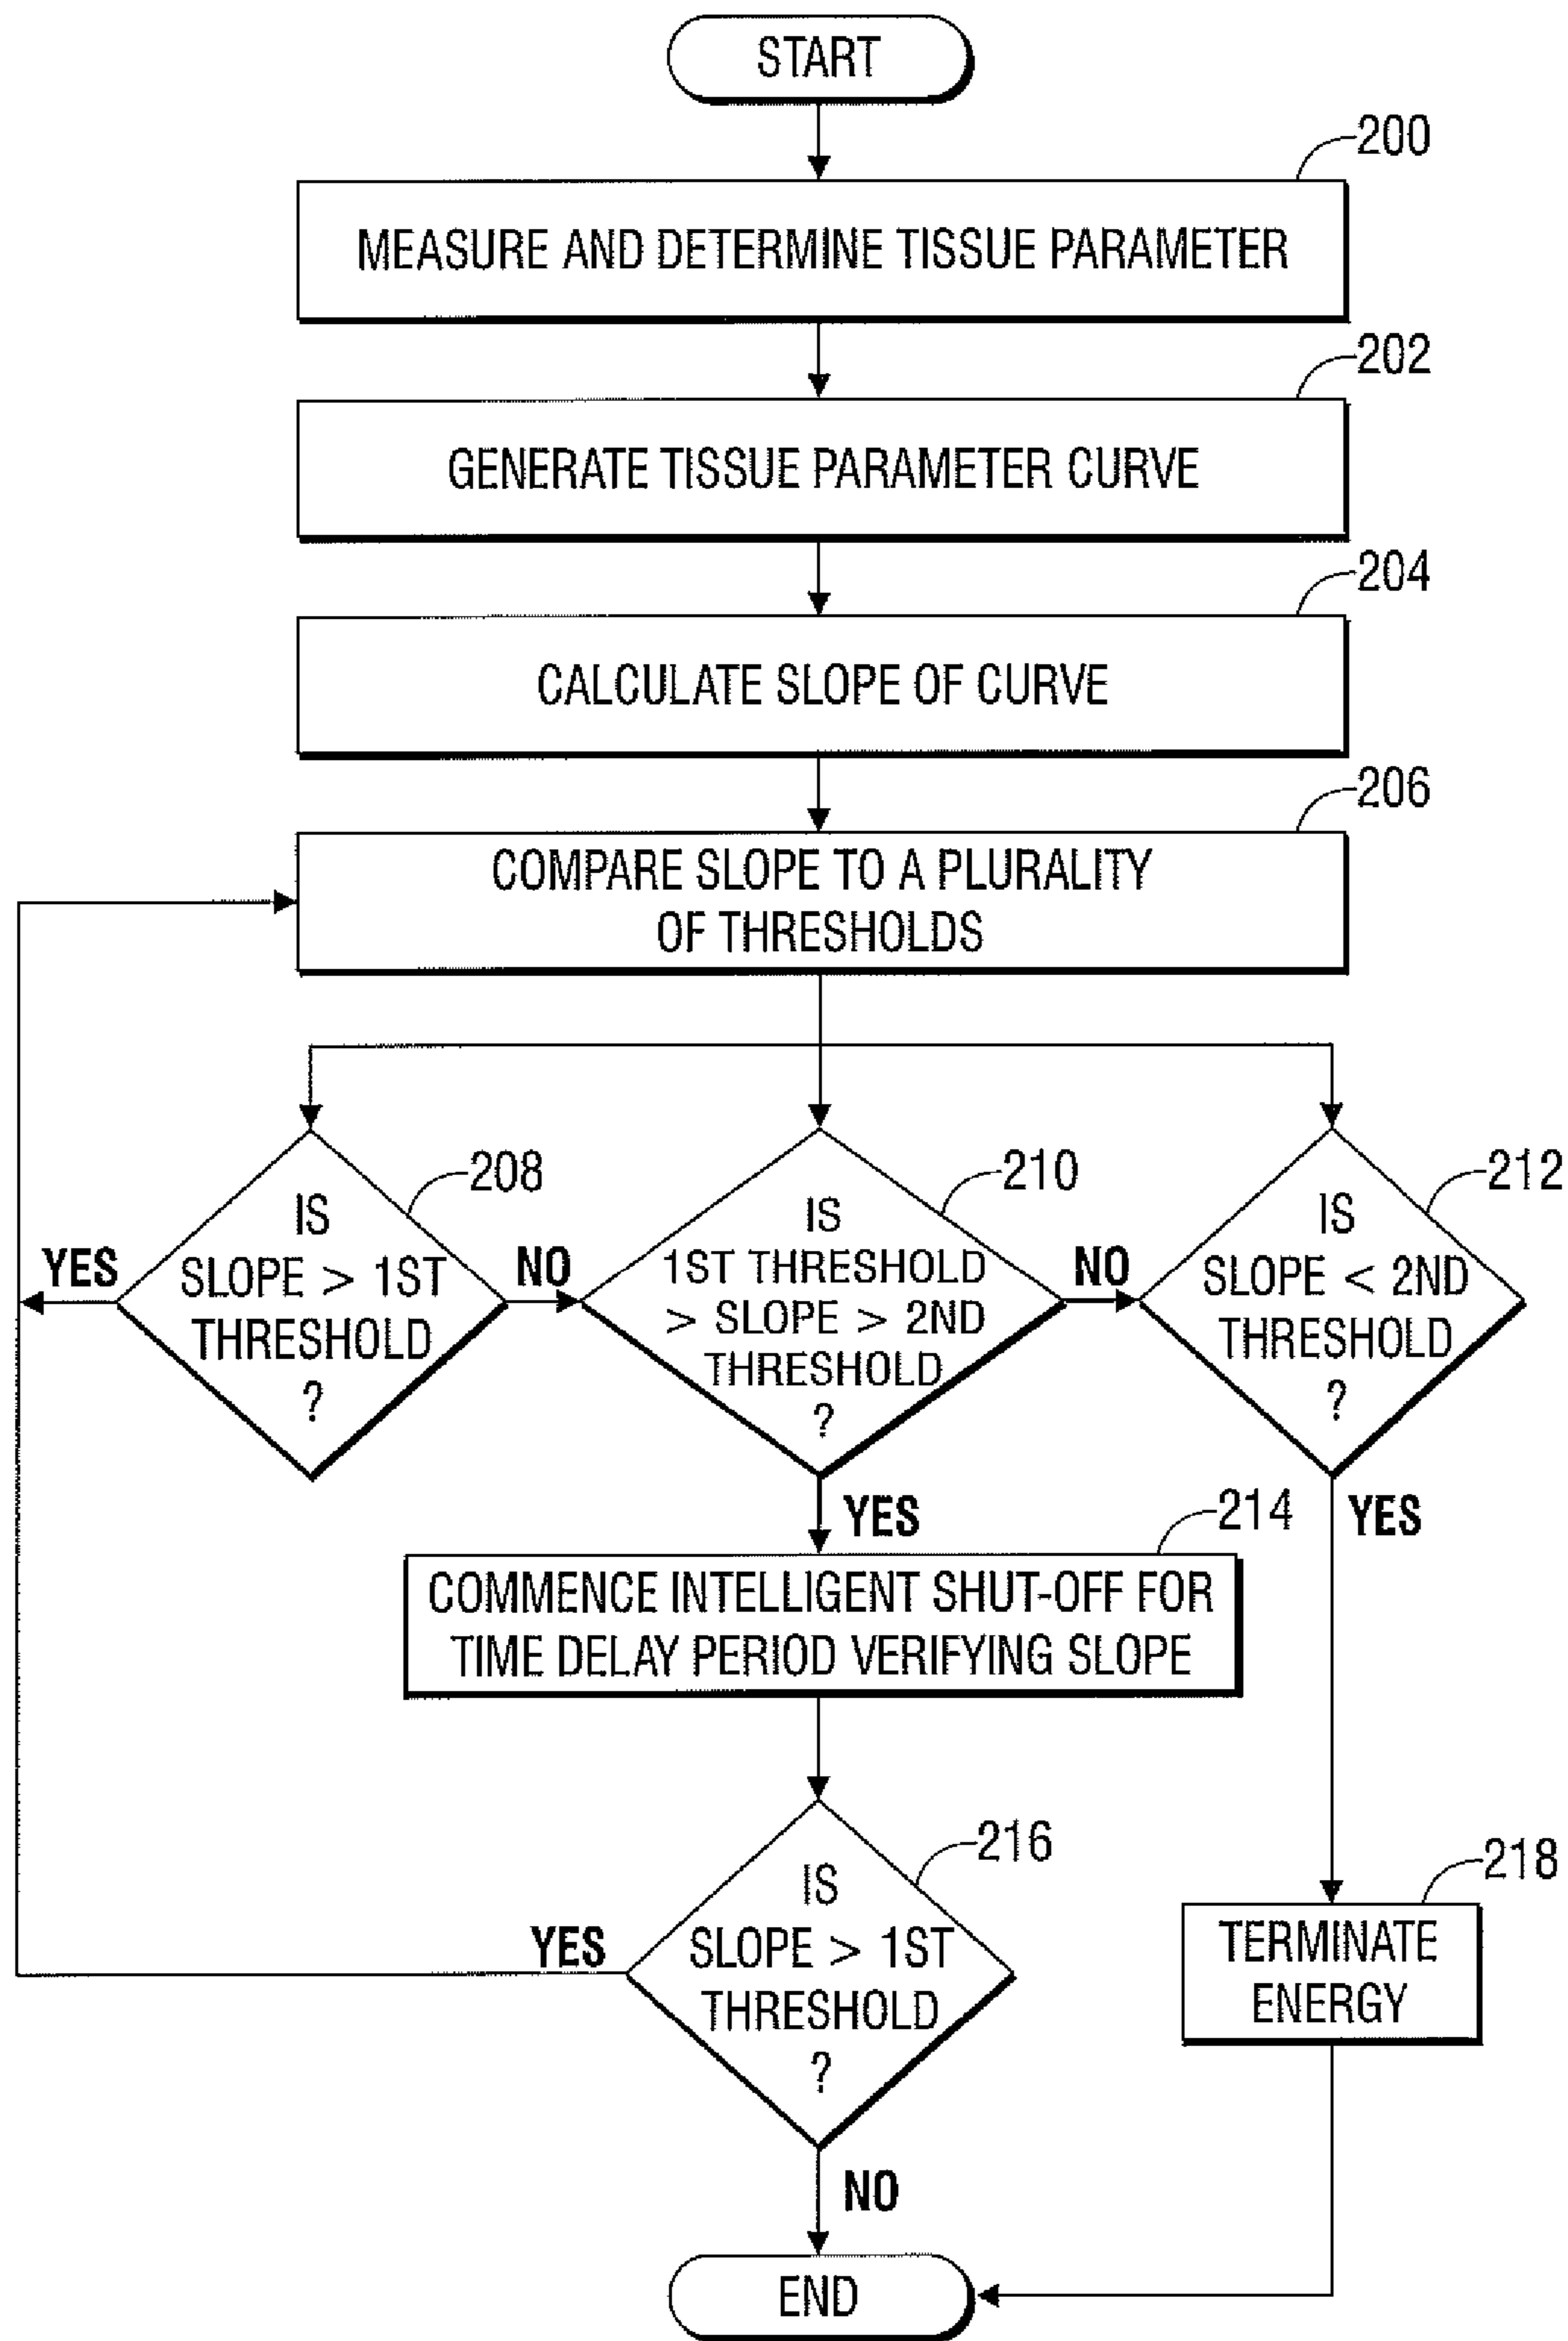 START
200
MEASURE AND DETERMINE TISSUE PARAMETER
202
GENERATE TISSUE PARAMETER CURVE
204
CALCULATE SLOPE OF CURVE
206
COMPARE SLOPE TO A PLURALITY
OF THRESHOLDS
208
IS
SLOPE > 1ST
THRESHOLD
?
YES
NO
210
IS
1ST THRESHOLD
> SLOPE > 2ND
THRESHOLD
?
NO
212
IS
SLOPE < 2ND
THRESHOLD
?
YES
YES
214
COMMENCE INTELLIGENT SHUT-OFF FOR
TIME DELAY PERIOD VERIFYING SLOPE
216
IS
SLOPE > 1ST
THRESHOLD
?
YES
NO
218
TERMINATE
ENERGY
END